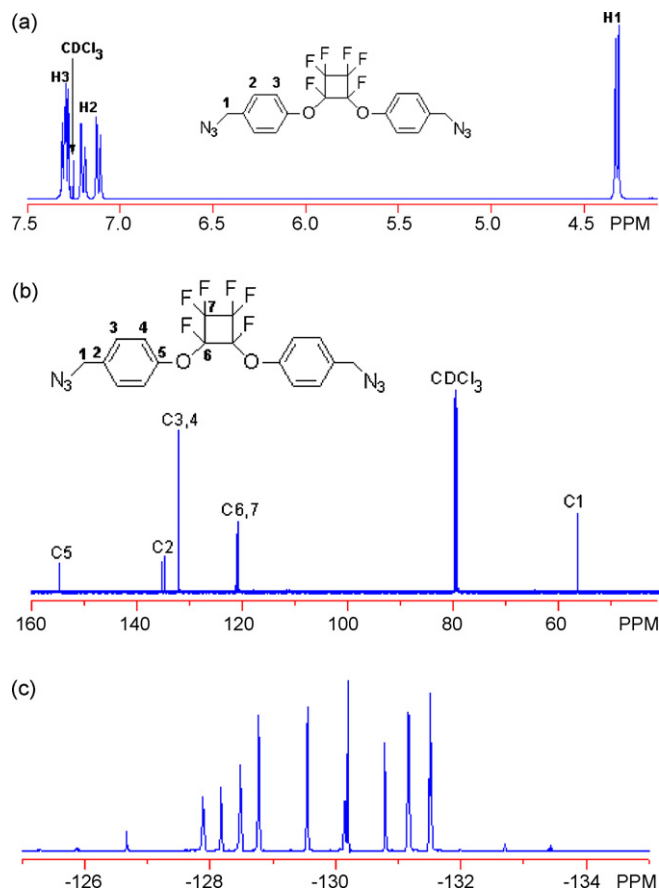 (a)
H1
CDCl3
H3
H2
F F F F
F F
2 3
1
N3 O O N3
7.5 7.0 6.5 6.0 5.5 5.0 4.5 PPM
(b)
F F F F
7
F F
3 4
1 2 5 O 6 O
N3 N3
CDCl3
C3,4
C6,7
C1
C5
C2
160 140 120 100 80 60 PPM
(c)
-126 -128 -130 -132 -134 PPM